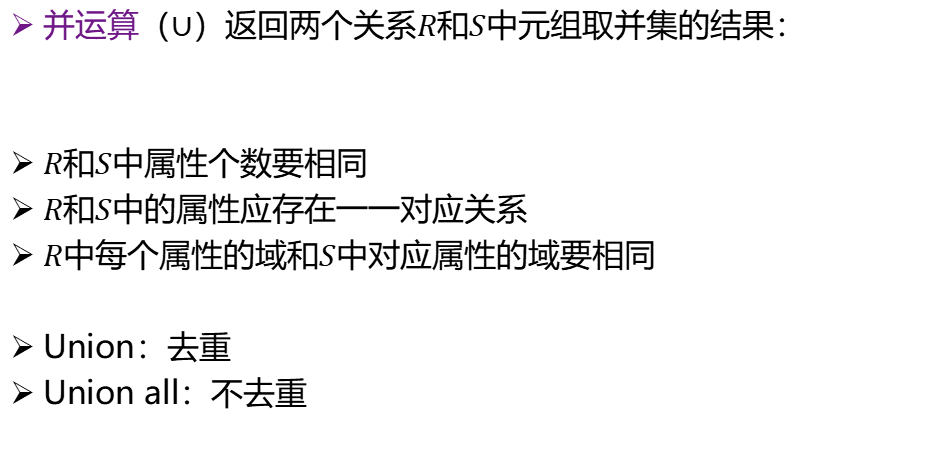 ➢ 并运算（∪）返回两个关系R和S中元组取并集的结果：
➢ R和S中属性个数要相同
➢ R和S中的属性应存在一一对应关系
➢ R中每个属性的域和S中对应属性的域要相同
➢ Union：去重
➢ Union all：不去重